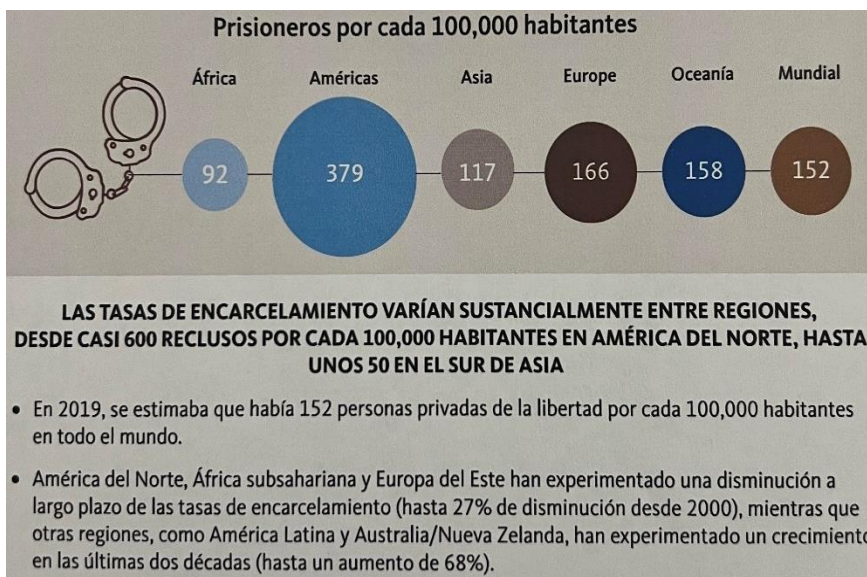 Prisioneros por cada 100,000 habitantes
África Américas Asia Europe Oceanía Mundial
92 379 117 166 158 152
LAS TASAS DE ENCARCELAMIENTO VARÍAN SUSTANCIALMENTE ENTRE REGIONES,
DESDE CASI 600 RECLUSOS POR CADA 100,000 HABITANTES EN AMÉRICA DEL NORTE, HASTA
UNOS 50 EN EL SUR DE ASIA
• En 2019, se estimaba que había 152 personas privadas de la libertad por cada 100,000 habitantes
en todo el mundo.
• América del Norte, África subsahariana y Europa del Este han experimentado una disminución a
largo plazo de las tasas de encarcelamiento (hasta 27% de disminución desde 2000), mientras que
otras regiones, como América Latina y Australia/Nueva Zelanda, han experimentado un crecimiento
en las últimas dos décadas (hasta un aumento de 68%).